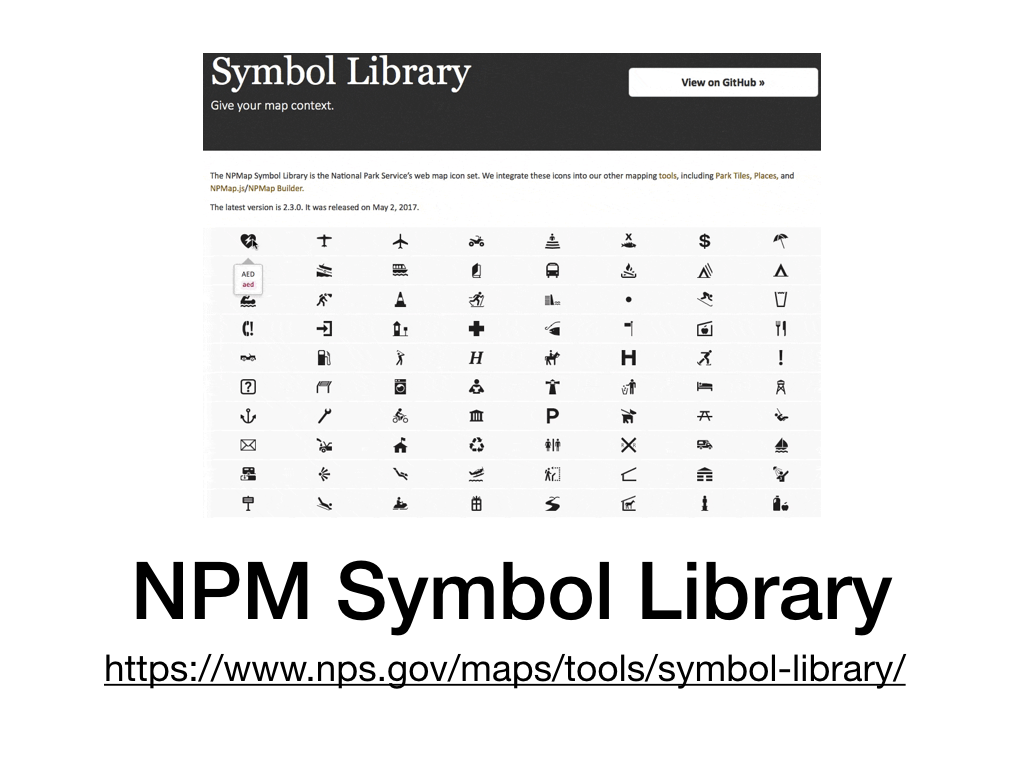 Symbol Library
View on GitHub »
Give your map context.
The NPMap Symbol Library is the National Park Service's web map icon set. We integrate these icons into our other mapping tools, including Park Tiles, Places, and
NPMap.js/NPMap Builder.
The latest version is 2.3.0. It was released on May 2, 2017.
$
AED
aed
H
H
P
NPM Symbol Library
https://www.nps.gov/maps/tools/symbol-library/